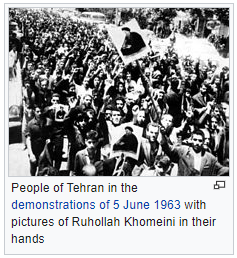 People of Tehran in the
demonstrations of 5 June 1963 with
pictures of Ruhollah Khomeini in their
hands